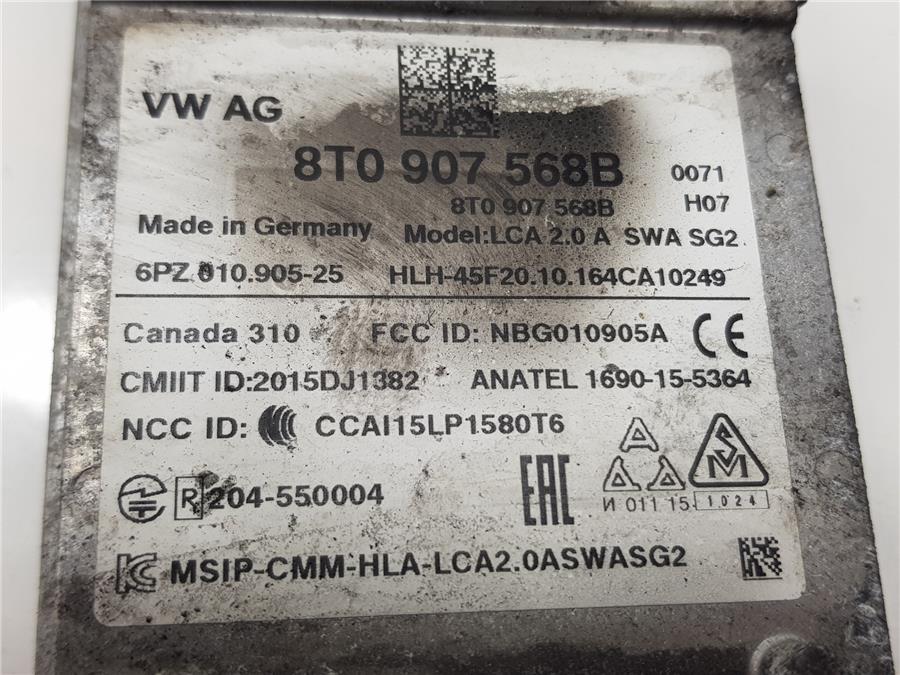 VW AG
8T0 907 568B 0071
8T0 907 568B H07
Made in Germany Model:LCA 2.0 A SWA SG2
6PZ 010.905-25 HLH-45F20.10.164CA10249
Canada 310 FCC ID: NBG010905A CE
CMIIT ID:2015DJ1382 ANATEL 1690-15-5364
NCC ID: CCAI15LP1580T6
R 204-550004 EAC
И 011 15 1024
MSIP-CMM-HLA-LCA2.0ASWASG2